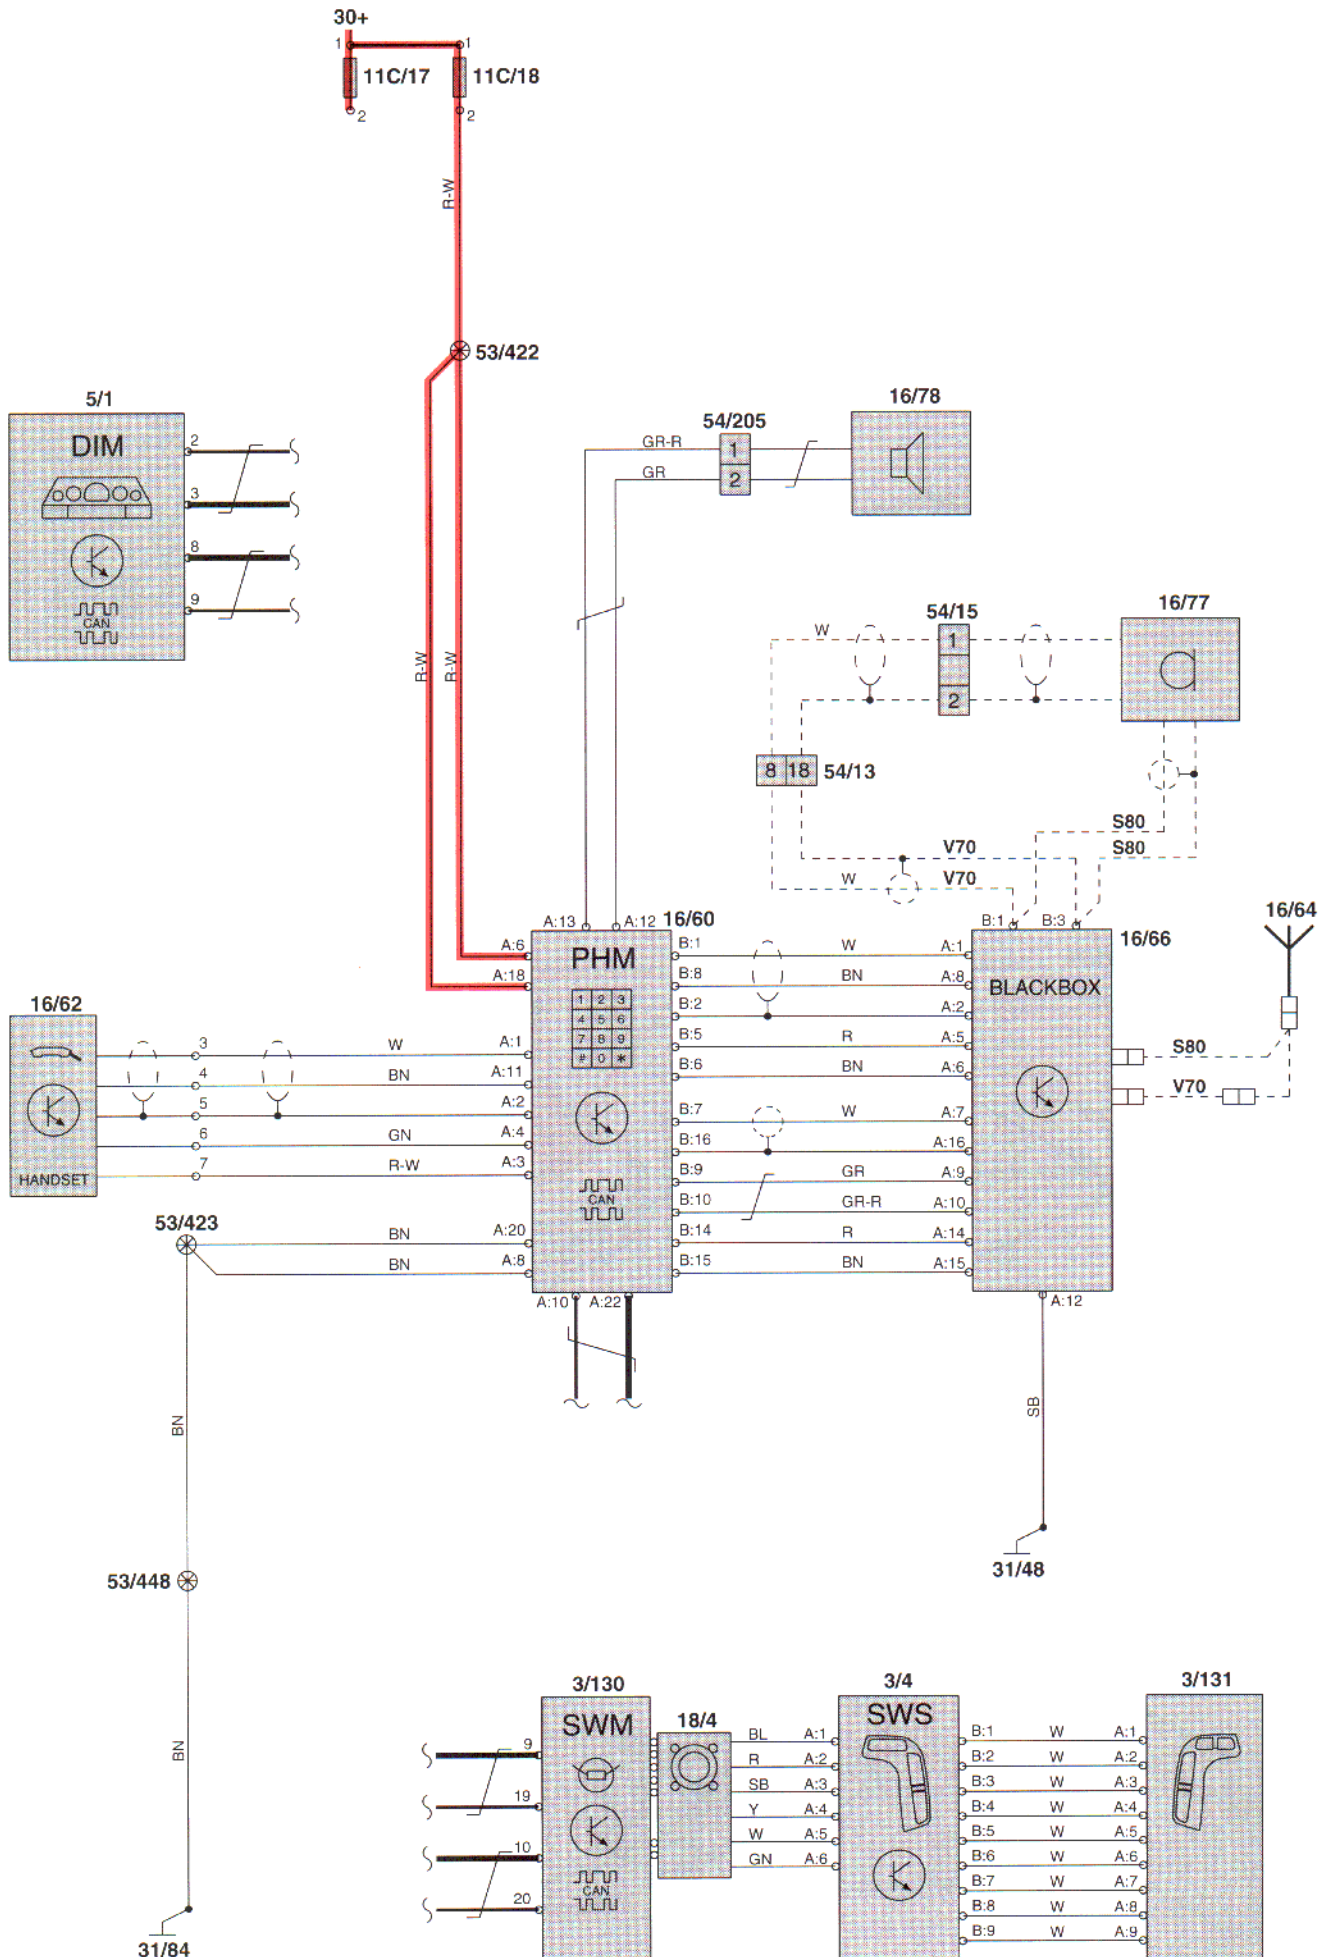 30+
1 1
11C/17 11C/18
2 2
R-W
53/422
5/1
DIM
2
3
8
9
CAN
16/78
54/205
GR-R 1
GR 2
R-W R-W
16/77
54/15
W 1
2
8 18 54/13
S80
S80
V70
W V70
A:13 A:12 16/60
B:1 B:3
16/66
16/64
A:6
A:18
PHM
1 2 3
4 5 6
7 8 9
# 0 *
CAN
B:1 W A:1
B:8 BN A:8
B:2 A:2
B:5 R A:5
B:6 BN A:6
B:7 W A:7
B:16 A:16
B:9 GR A:9
B:10 GR-R A:10
B:14 R A:14
B:15 BN A:15
BLACKBOX
S80
V70
16/62
HANDSET
3 W A:1
4 BN A:11
5 A:2
6 GN A:4
7 R-W A:3
53/423
BN A:20
BN A:8
A:10 A:22
A:12
BN
SB
31/48
53/448
BN
31/84
3/130
SWM
9
19
10
20
CAN
18/4
BL A:1
R A:2
SB A:3
Y A:4
W A:5
GN A:6
3/4
SWS
3/131
B:1 W A:1
B:2 W A:2
B:3 W A:3
B:4 W A:4
B:5 W A:5
B:6 W A:6
B:7 W A:7
B:8 W A:8
B:9 W A:9